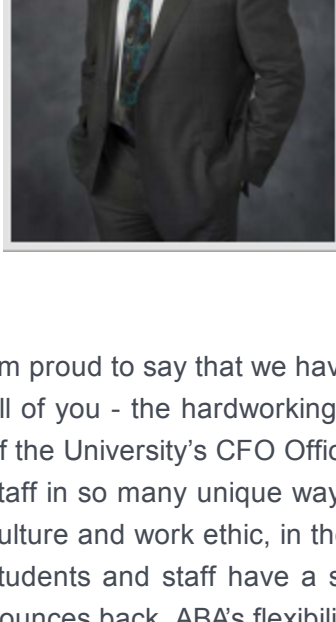 m proud to say that we hav
ll of you - the hardworking
f the University's CFO Offic
taff in so many unique way
ulture and work ethic, in the
tudents and staff have a s
ounces back. ABA's flexibili